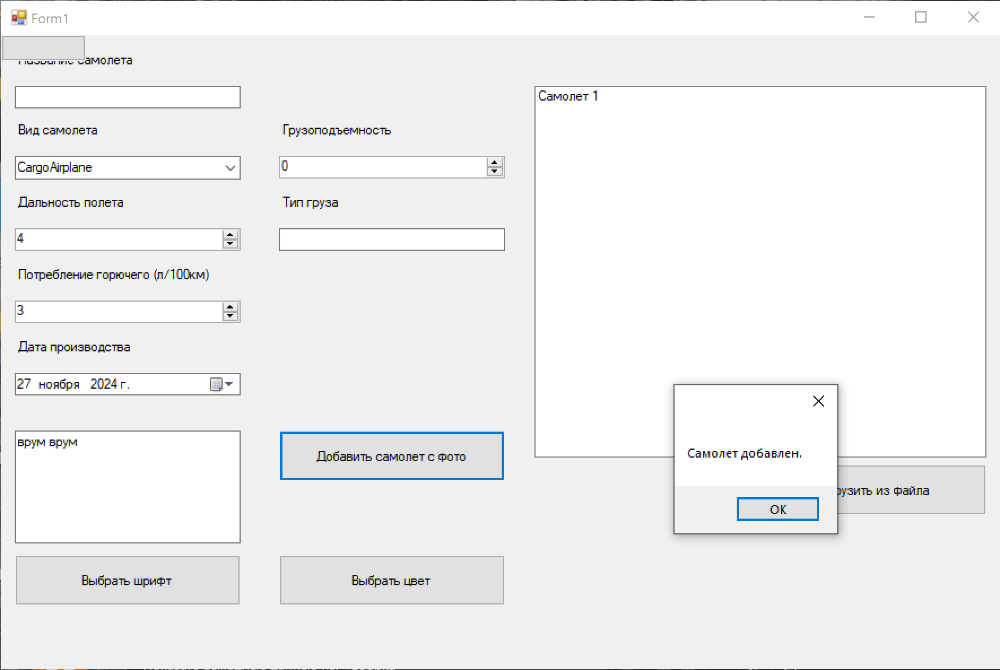 Form1
Название самолета
Самолет 1
Вид самолета
Грузоподъемность
CargoAirplane
0
Дальность полета
Тип груза
4
Потребление горючего (л/100км)
3
Дата производства
27 ноября 2024 г.
врум врум
Добавить самолет с фото
Самолет добавлен.
рузить из файла
OK
Выбрать шрифт
Выбрать цвет